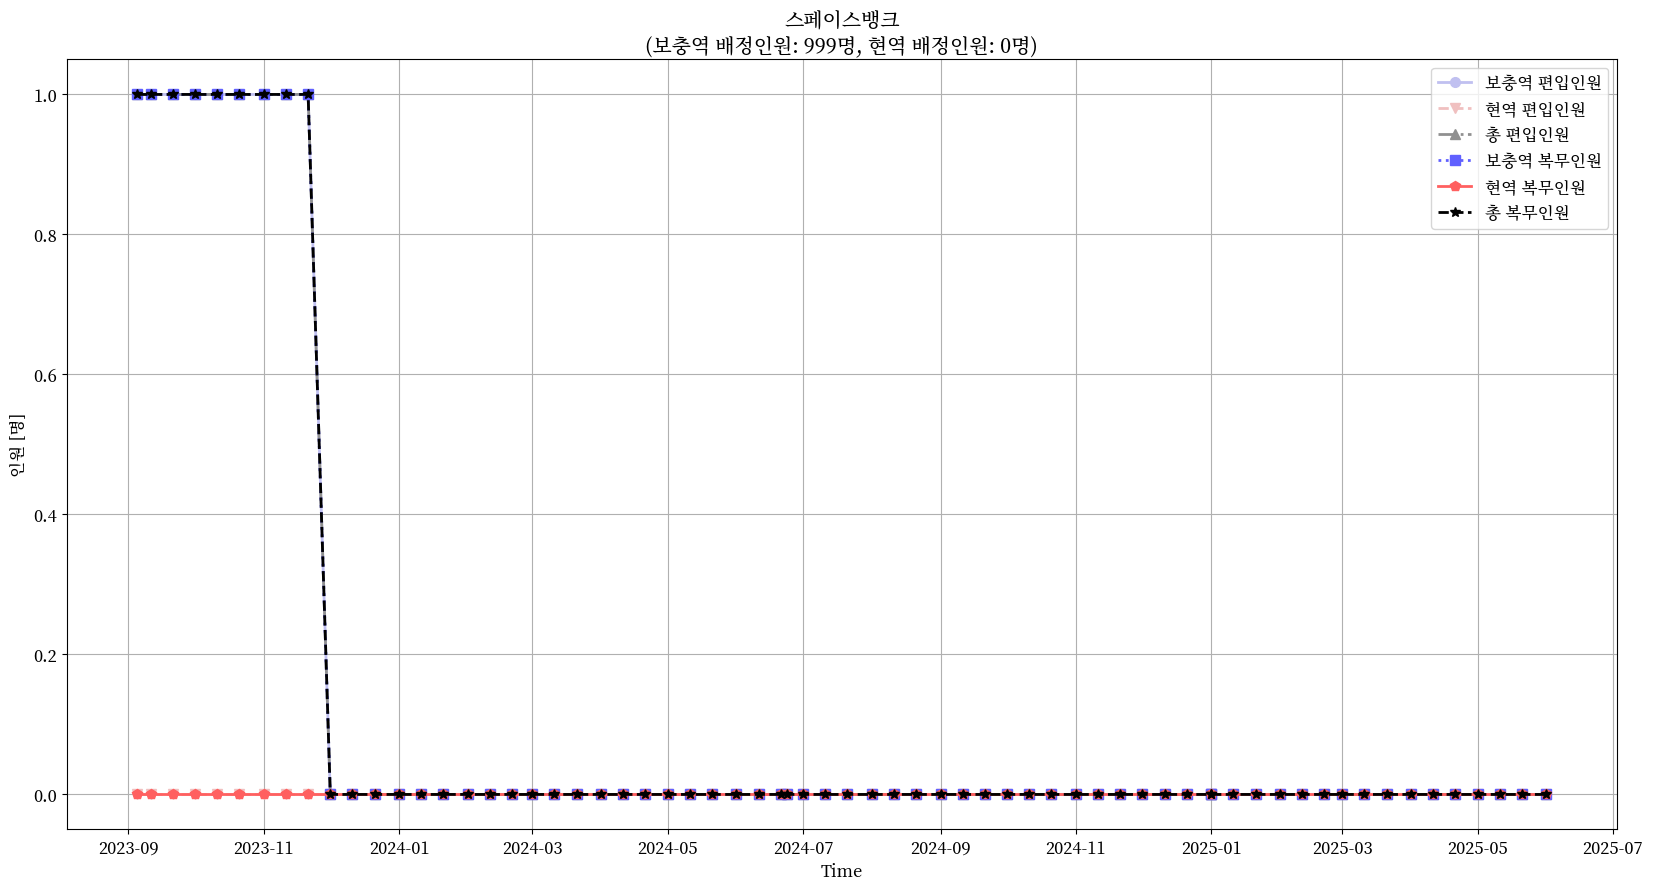 스페이스뱅크
(보충역 배정인원: 999명, 현역 배정인원: 0명)
보충역 편입인원
현역 편입인원
총 편입인원
보충역 복무인원
현역 복무인원
총 복무인원
인원 [명]
1.0
0.8
0.6
0.4
0.2
0.0
2023-09 2023-11 2024-01 2024-03 2024-05 2024-07 2024-09 2024-11 2025-01 2025-03 2025-05 2025-07
Time